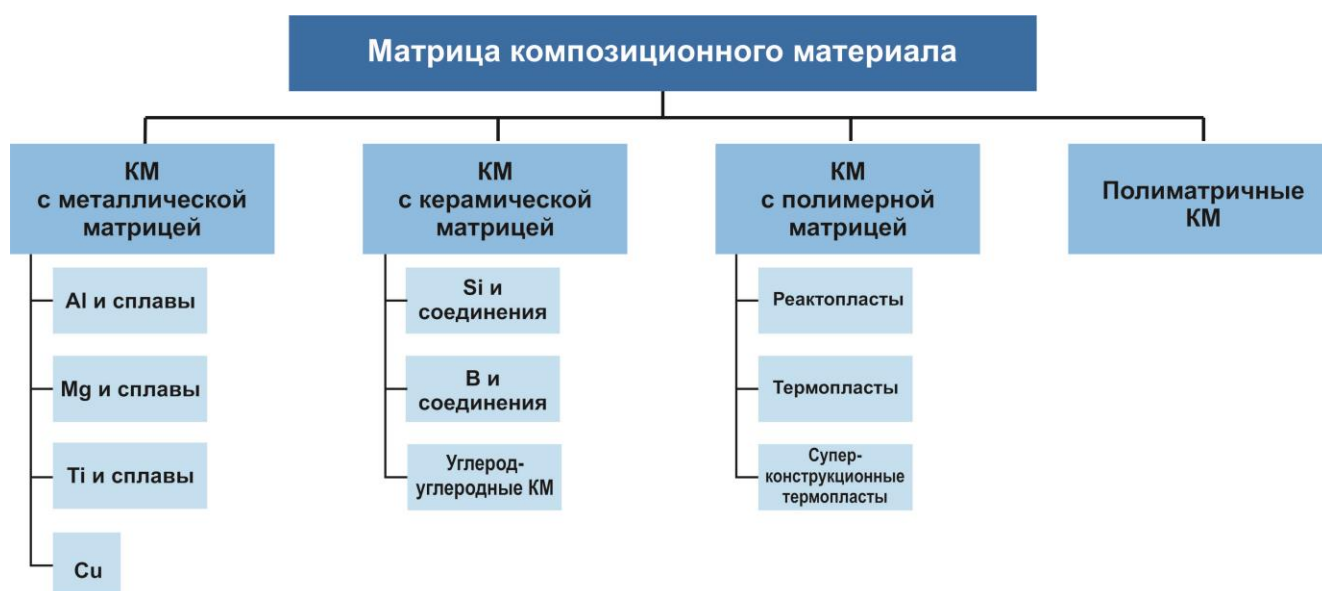 Матрица композиционного материала
КМ
с металлической
матрицей
Al и сплавы
Mg и сплавы
Ti и сплавы
Cu
КМ
с керамической
матрицей
Si и
соединения
B и
соединения
Углерод-
углеродные КМ
КМ
с полимерной
матрицей
Реактопласты
Термопласты
Супер-
конструкционные
термопласты
Полиматричные
КМ